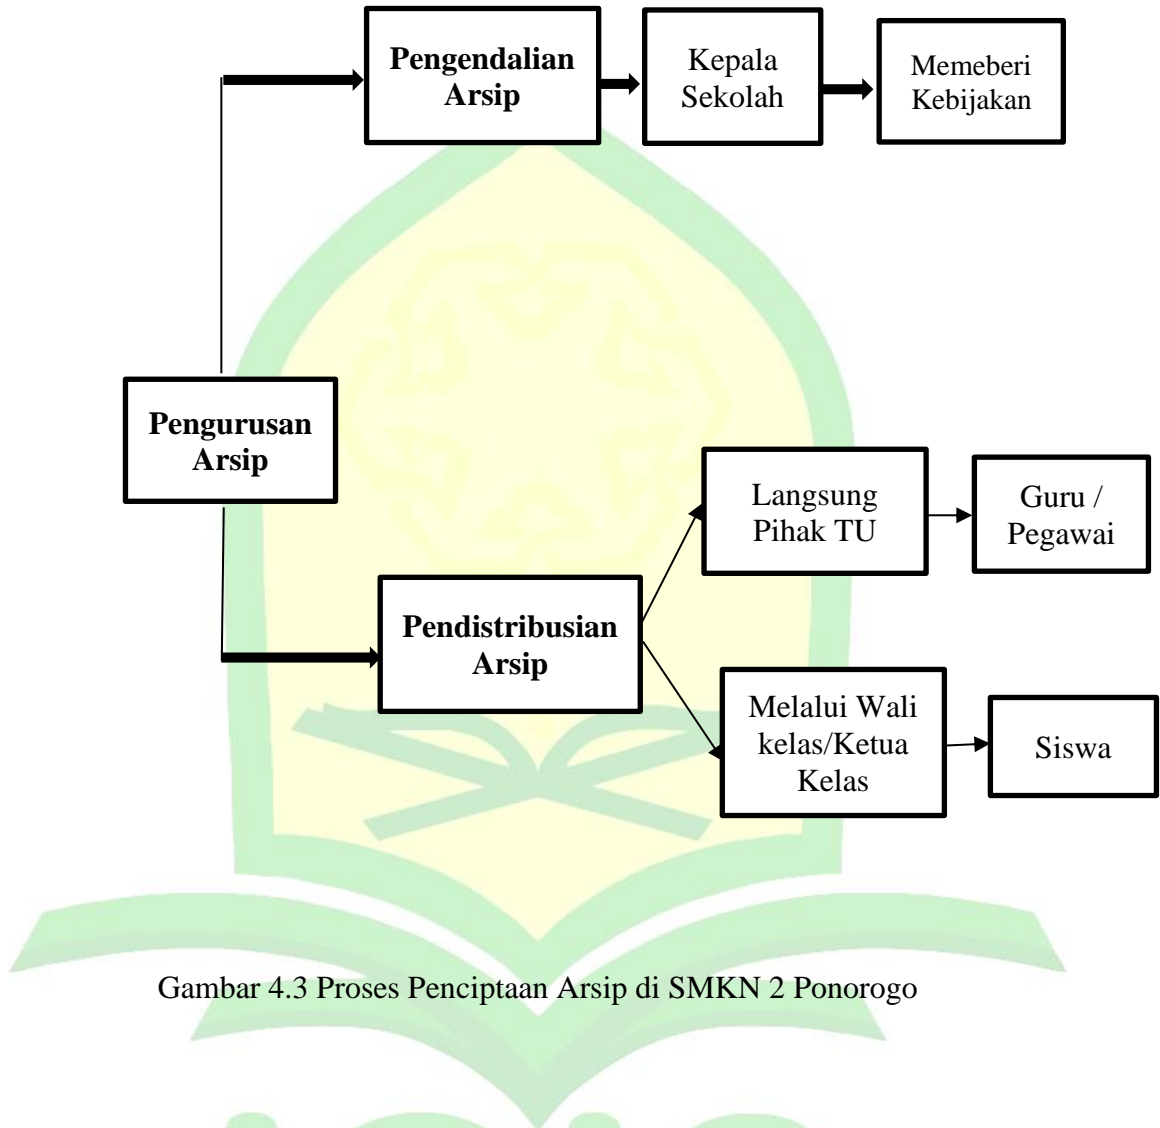 Pengendalian
Arsip
Kepala
Sekolah
Memeberi
Kebijakan
Pengurusan
Arsip
Langsung
Pihak TU
Guru /
Pegawai
Pendistribusian
Arsip
Melalui Wali
kelas/Ketua
Kelas
Siswa
Gambar 4.3 Proses Penciptaan Arsip di SMKN 2 Ponorogo